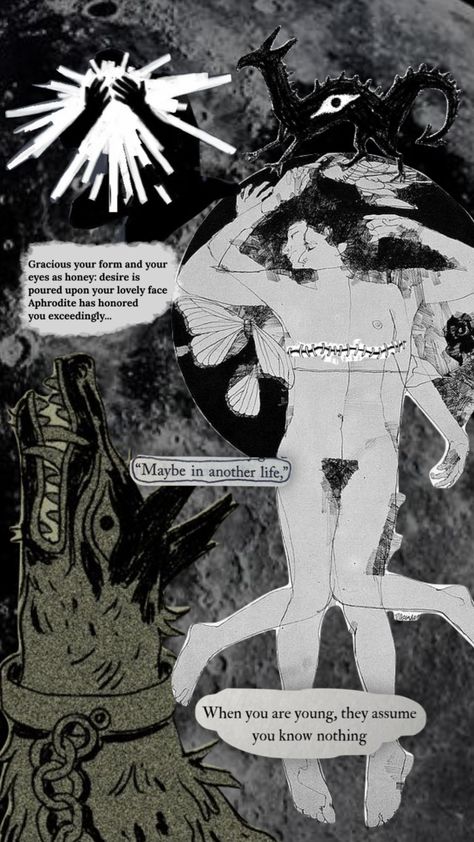 Gracious your form and your
eyes as honey: desire is
poured upon your lovely face
Aphrodite has honored
you exceedingly...
“Maybe in another life,”
When you are young, they assume
you know nothing